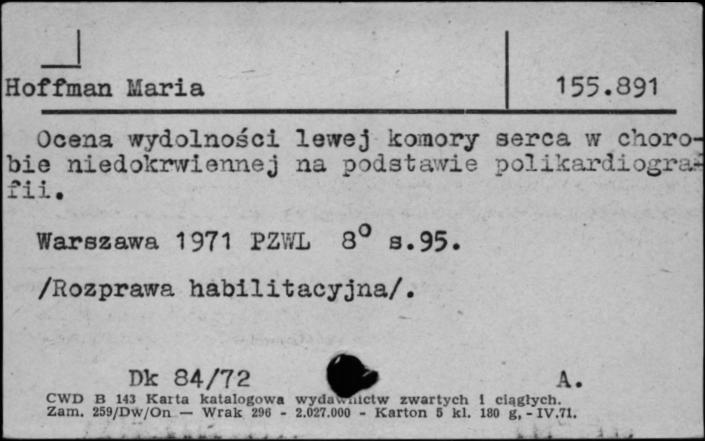 Hoffman Maria 155.891
Ocena wydolności lewej komory serca w choro-
bie niedokrwiennej na podstawie polikardiogra-
fii.
Warszawa 1971 PZWL 8° s.95.
/Rozprawa habilitacyjna/.
Dk 84/72 A.
CWD B 143 Karta katalogowa wydawnictw zwartych i ciągłych.
Zam. 259/Dw/On — Wrak 296 - 2.027.000 - Karton 5 kl. 180 g, - IV.71.